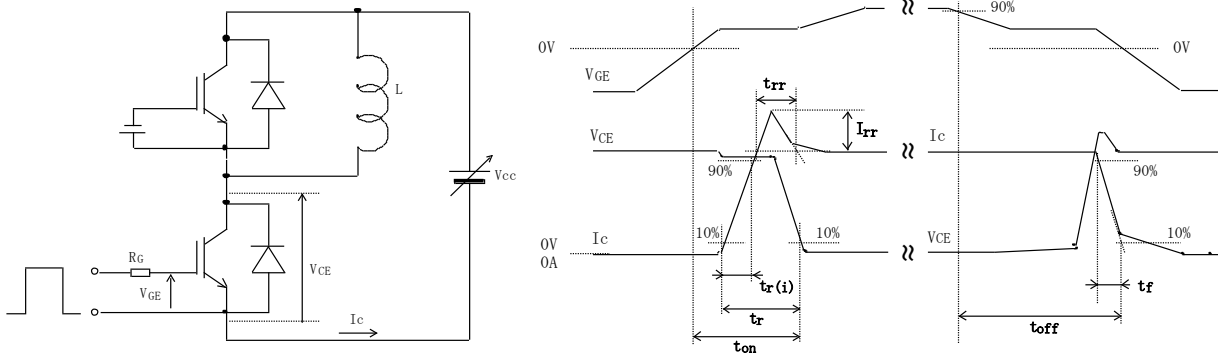 L
Vcc
RG
VGE
VCE
Ic
0V
VGE
VCE
Ic
0V
0A
90%
10%
trr
Irr
10%
tr(i)
tr
ton
90%
0V
Ic
90%
VCE
10%
tf
toff